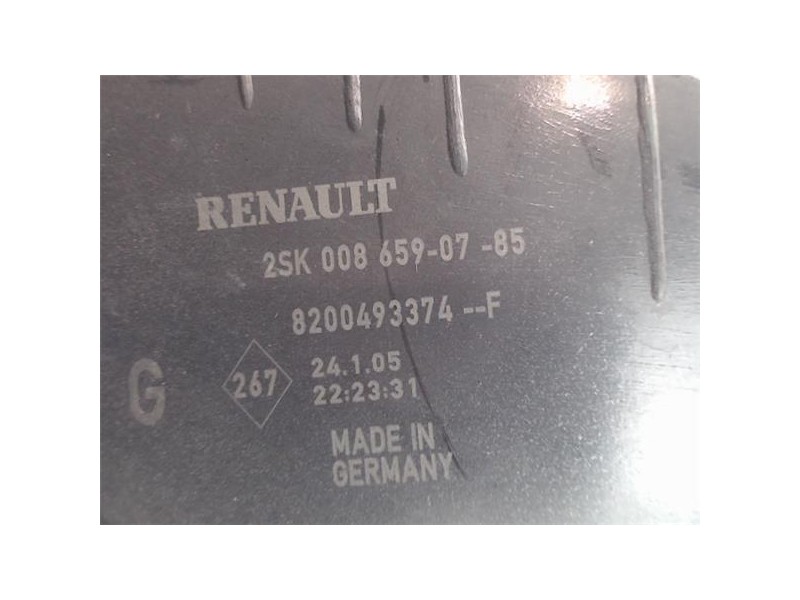 RENAULT
2SK 008 659-07 -85
8200493374 --F
G
267
24.1.05
22:23:31
MADE IN
GERMANY